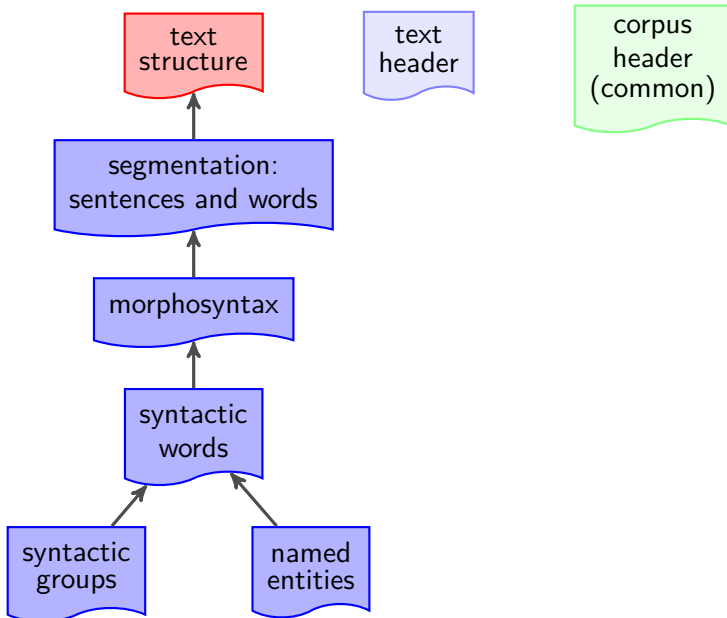 text
structure
text
header
corpus
header
(common)
segmentation:
sentences and words
morphosyntax
syntactic
words
syntactic
groups
named
entities